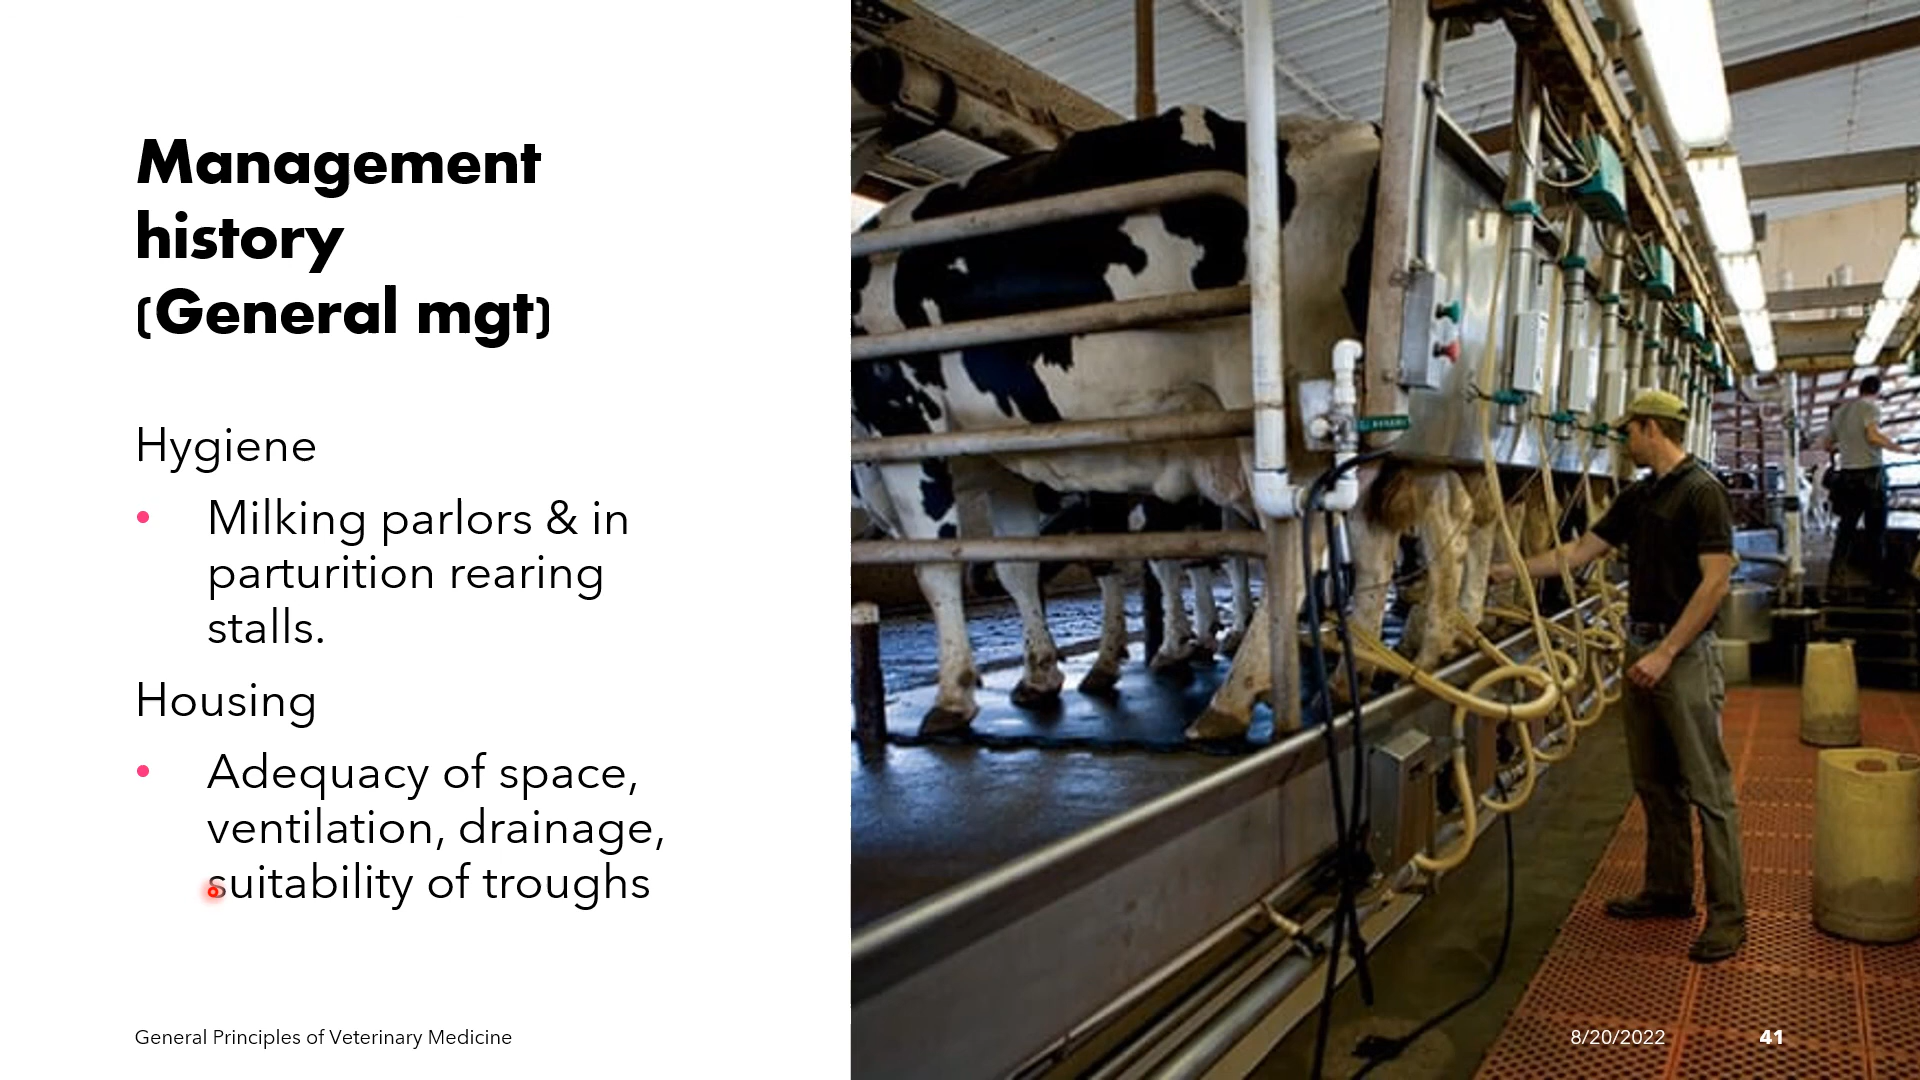 Management
history
(General mgt)
Hygiene
• Milking parlors & in
parturition rearing
stalls.
Housing
• Adequacy of space,
ventilation, drainage,
suitability of troughs
General Principles of Veterinary Medicine
8/20/2022
41